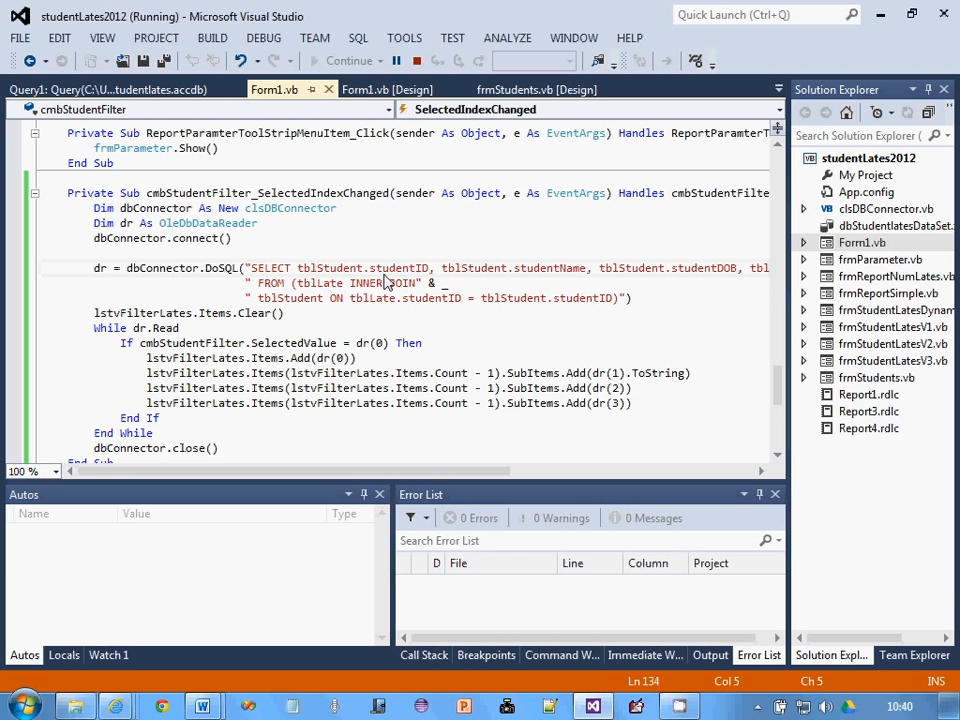 studentLates2012 (Running) - Microsoft Visual Studio
Quick Launch (Ctrl+Q)
FILE EDIT VIEW PROJECT BUILD DEBUG TEAM SQL TOOLS TEST ANALYZE WINDOW HELP
Continue
Query1: Query(C:\U...tudentlates.accdb) Form1.vb Form1.vb [Design] frmStudents.vb [Design]
cmbStudentFilter SelectedIndexChanged
Private Sub ReportParamterToolStripMenuItem_Click(sender As Object, e As EventArgs) Handles ReportParamterT
frmParameter.Show()
End Sub
Private Sub cmbStudentFilter_SelectedIndexChanged(sender As Object, e As EventArgs) Handles cmbStudentFilter
Dim dbConnector As New clsDBConnector
Dim dr As OleDbDataReader
dbConnector.connect()
dr = dbConnector.DoSQL("SELECT tblStudent.studentID, tblStudent.studentName, tblStudent.studentDOB, tbl
" FROM (tblLate INNER JOIN" & _
" tblStudent ON tblLate.studentID = tblStudent.studentID)")
lstvFilterLates.Items.Clear()
While dr.Read
If cmbStudentFilter.SelectedValue = dr(0) Then
lstvFilterLates.Items.Add(dr(0))
lstvFilterLates.Items(lstvFilterLates.Items.Count - 1).SubItems.Add(dr(1).ToString)
lstvFilterLates.Items(lstvFilterLates.Items.Count - 1).SubItems.Add(dr(2))
lstvFilterLates.Items(lstvFilterLates.Items.Count - 1).SubItems.Add(dr(3))
End If
End While
dbConnector.close()
End Sub
100 %
Solution Explorer
Search Solution Explorer (
studentLates2012
My Project
App.config
clsDBConnector.vb
dbStudentlatesDataSet.
Form1.vb
frmParameter.vb
frmReportNumLates.vb
frmReportSimple.vb
frmStudentLatesDynam
frmStudentLatesV1.vb
frmStudentLatesV2.vb
frmStudentLatesV3.vb
frmStudents.vb
Report1.rdlc
Report3.rdlc
Report4.rdlc
Autos
Name Value Type
Error List
0 Errors 0 Warnings 0 Messages
Search Error List
D File Line Column Project
Autos Locals Watch 1
Call Stack Breakpoints Command W... Immediate W... Output Error List
Solution Expl... Team Explorer
Ln 134 Col 5 Ch 5 INS
10:40